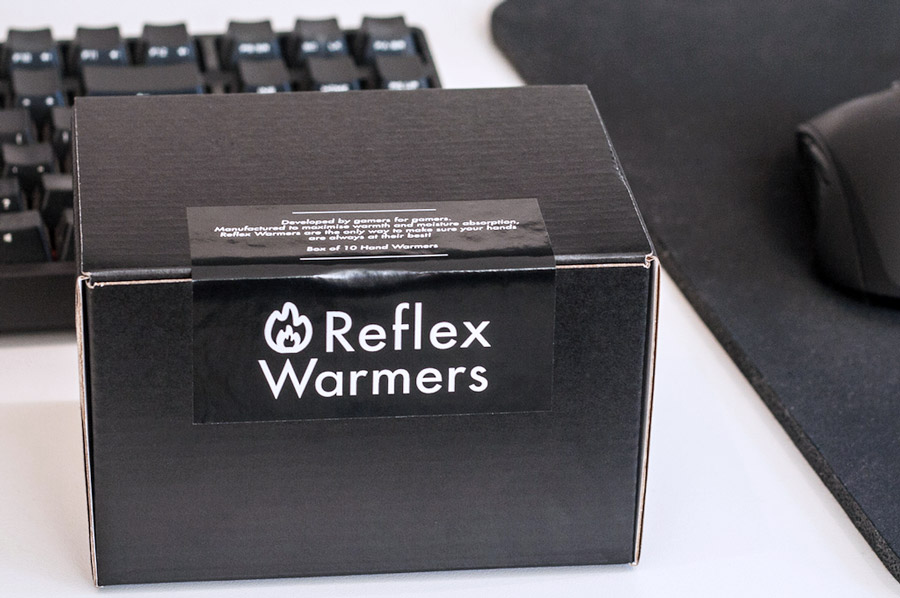 Developed by gamers for gamers.
Manufactured to maximise warmth and moisture absorption,
Reflex Warmers are the only way to make sure your hands
are always at their best!
Box of 10 Hand Warmers
Reflex
Warmers